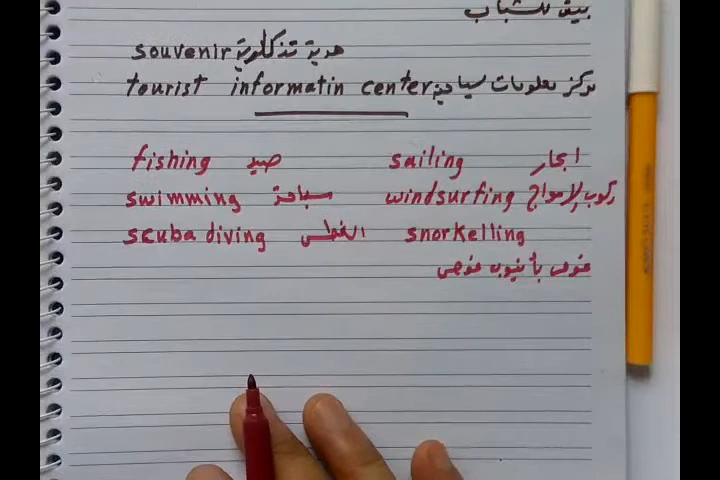 بيت للشباب
souvenir هدية تذكارية
tourist informatin center مركز معلومات سياحية
fishing صيد sailing ابحار
swimming سباحة windsurfing ركوب الامواج
scuba diving الغطس snorkelling
غوص بأنبوب غوصي